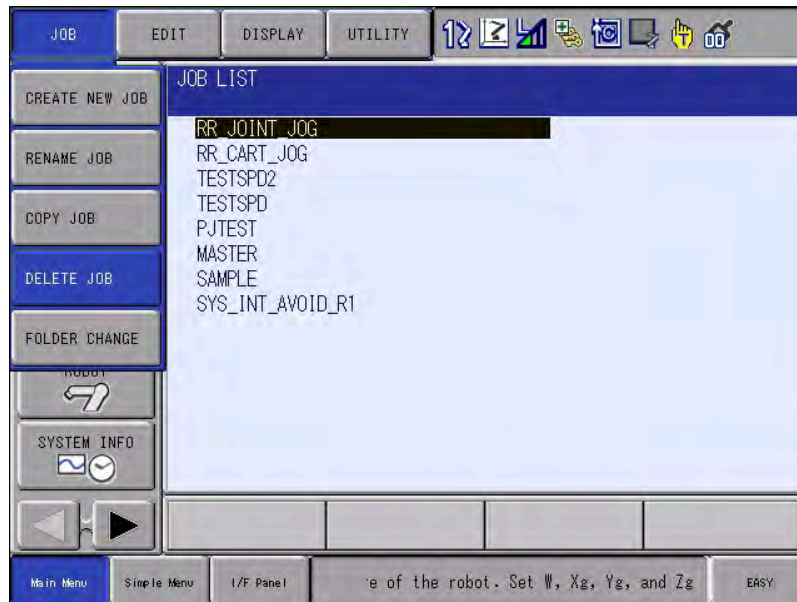 JOB EDIT DISPLAY UTILITY
JOB LIST
CREATE NEW JOB
RENAME JOB
COPY JOB
DELETE JOB
FOLDER CHANGE
RR_JOINT_JOG
RR_CART_JOG
TESTSPD2
TESTSPD
PJTEST
MASTER
SAMPLE
SYS_INT_AVOID_R1
ROBOT
SYSTEM INFO
Main Menu Simple Menu I/F Panel e of the robot. Set W, Xg, Yg, and Zg EASY